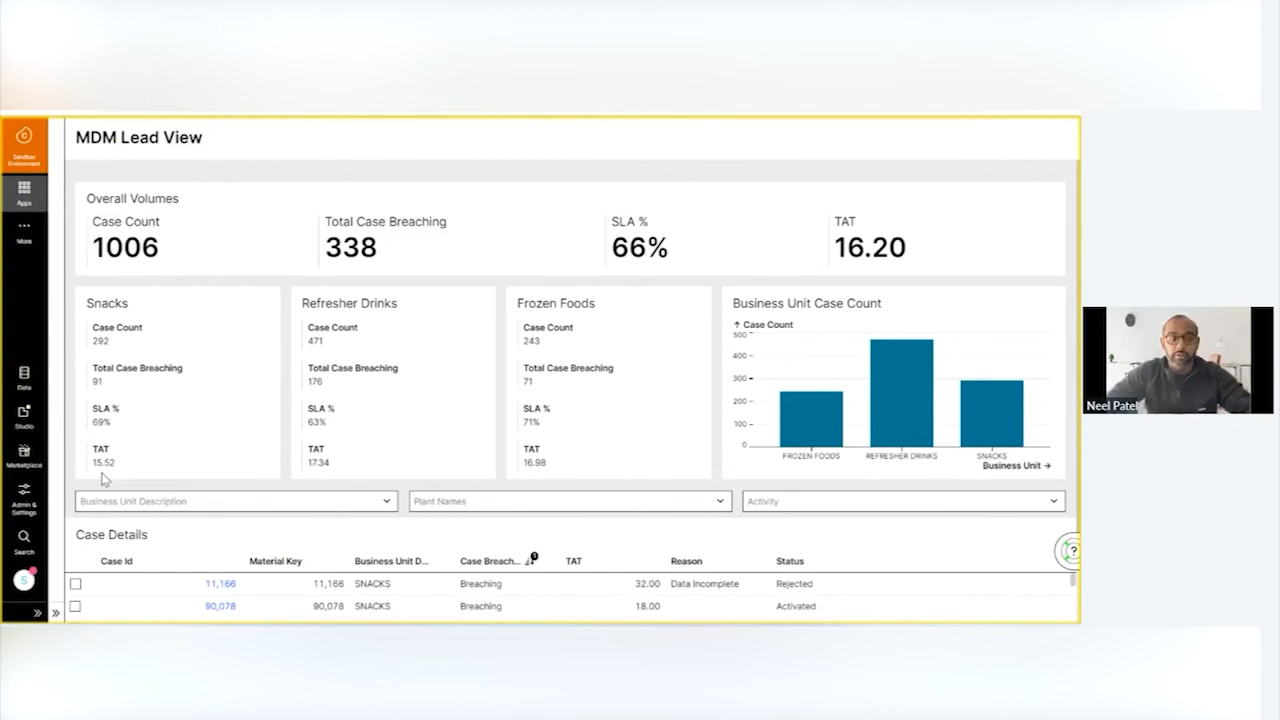 MDM Lead View
Sandbox
Environment
Apps
More
Data
Studio
Marketplace
Admin &
Settings
Search
S
Overall Volumes
Case Count
1006
Total Case Breaching
338
SLA %
66%
TAT
16.20
Snacks
Case Count
292
Total Case Breaching
91
SLA %
69%
TAT
15.52
Refresher Drinks
Case Count
471
Total Case Breaching
176
SLA %
63%
TAT
17.34
Frozen Foods
Case Count
243
Total Case Breaching
71
SLA %
71%
TAT
16.98
Business Unit Case Count
↑ Case Count
500
400
300
200
100
0
FROZEN FOODS REFRESHER DRINKS SNACKS
Business Unit →
Business Unit Description
Plant Names
Activity
Case Details
Case Id Material Key Business Unit D... Case Breach... 1 TAT Reason Status
11,166 11,166 SNACKS Breaching 32.00 Data Incomplete Rejected
90,078 90,078 SNACKS Breaching 18.00 Activated
?
Neel Patel